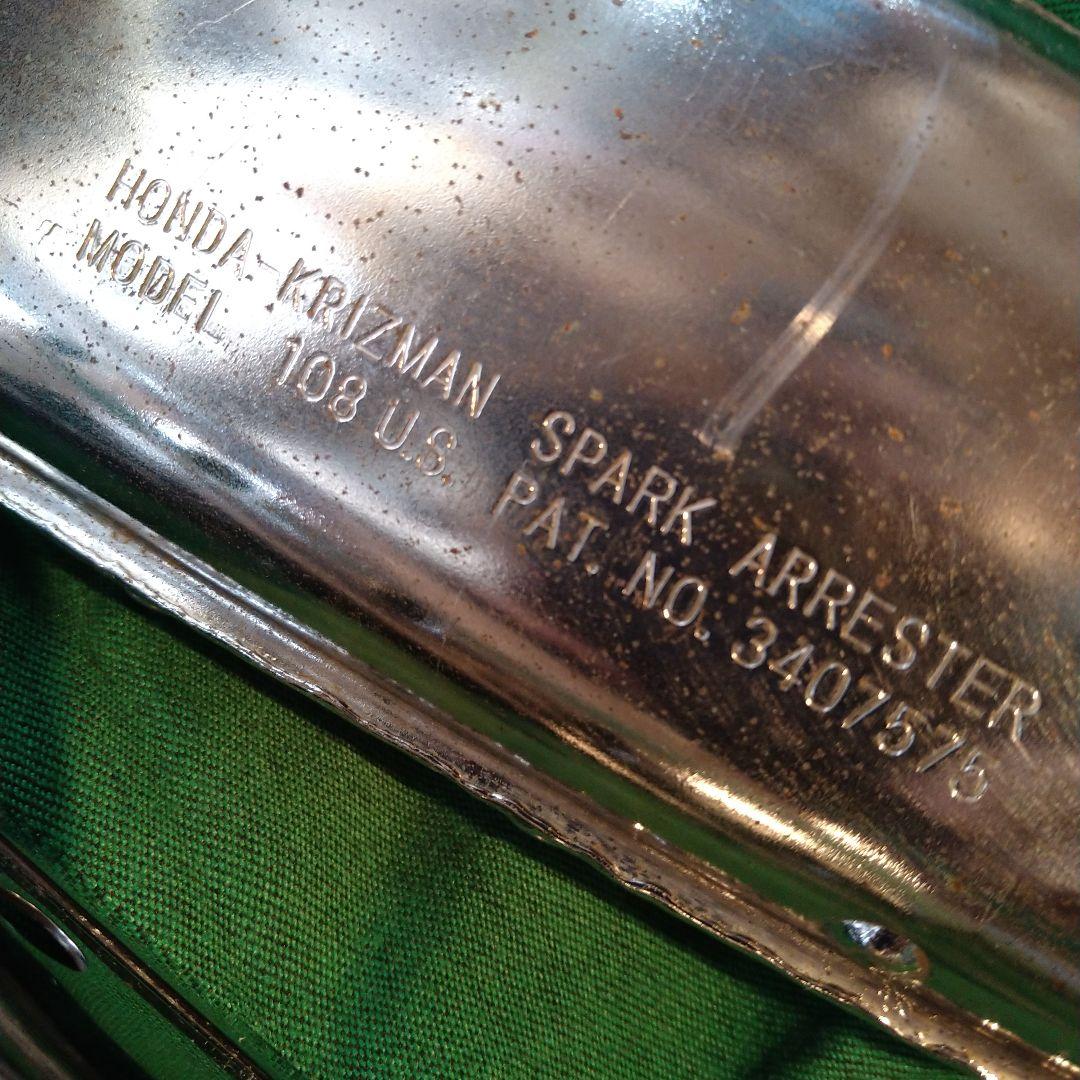 HONDA-KRIZMAN SPARK ARRESTER
MODEL 108 U.S. PAT. NO. 3407575